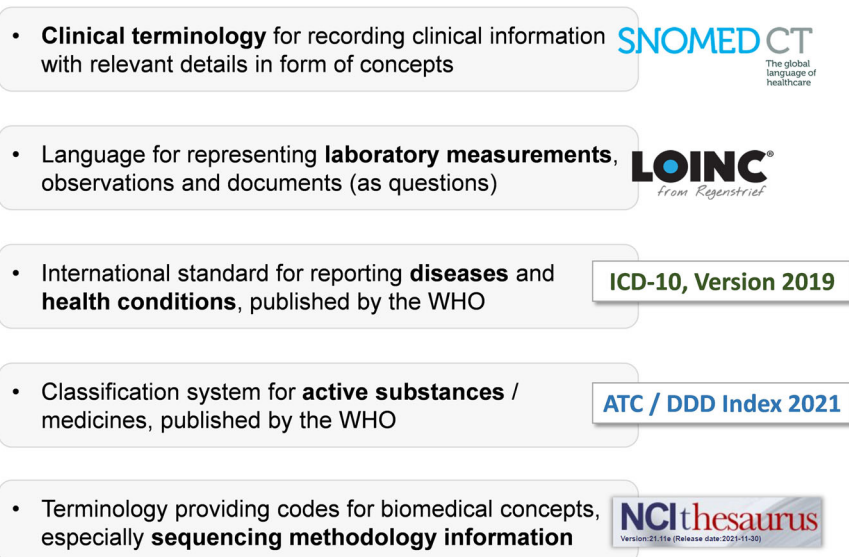 • Clinical terminology for recording clinical information
with relevant details in form of concepts
SNOMED CT
The global
language of
healthcare
• Language for representing laboratory measurements,
observations and documents (as questions)
LOINC®
from Regenstrief
• International standard for reporting diseases and
health conditions, published by the WHO
ICD-10, Version 2019
• Classification system for active substances /
medicines, published by the WHO
ATC / DDD Index 2021
• Terminology providing codes for biomedical concepts,
especially sequencing methodology information
NCIthesaurus
Version:21.11e (Release date:2021-11-30)